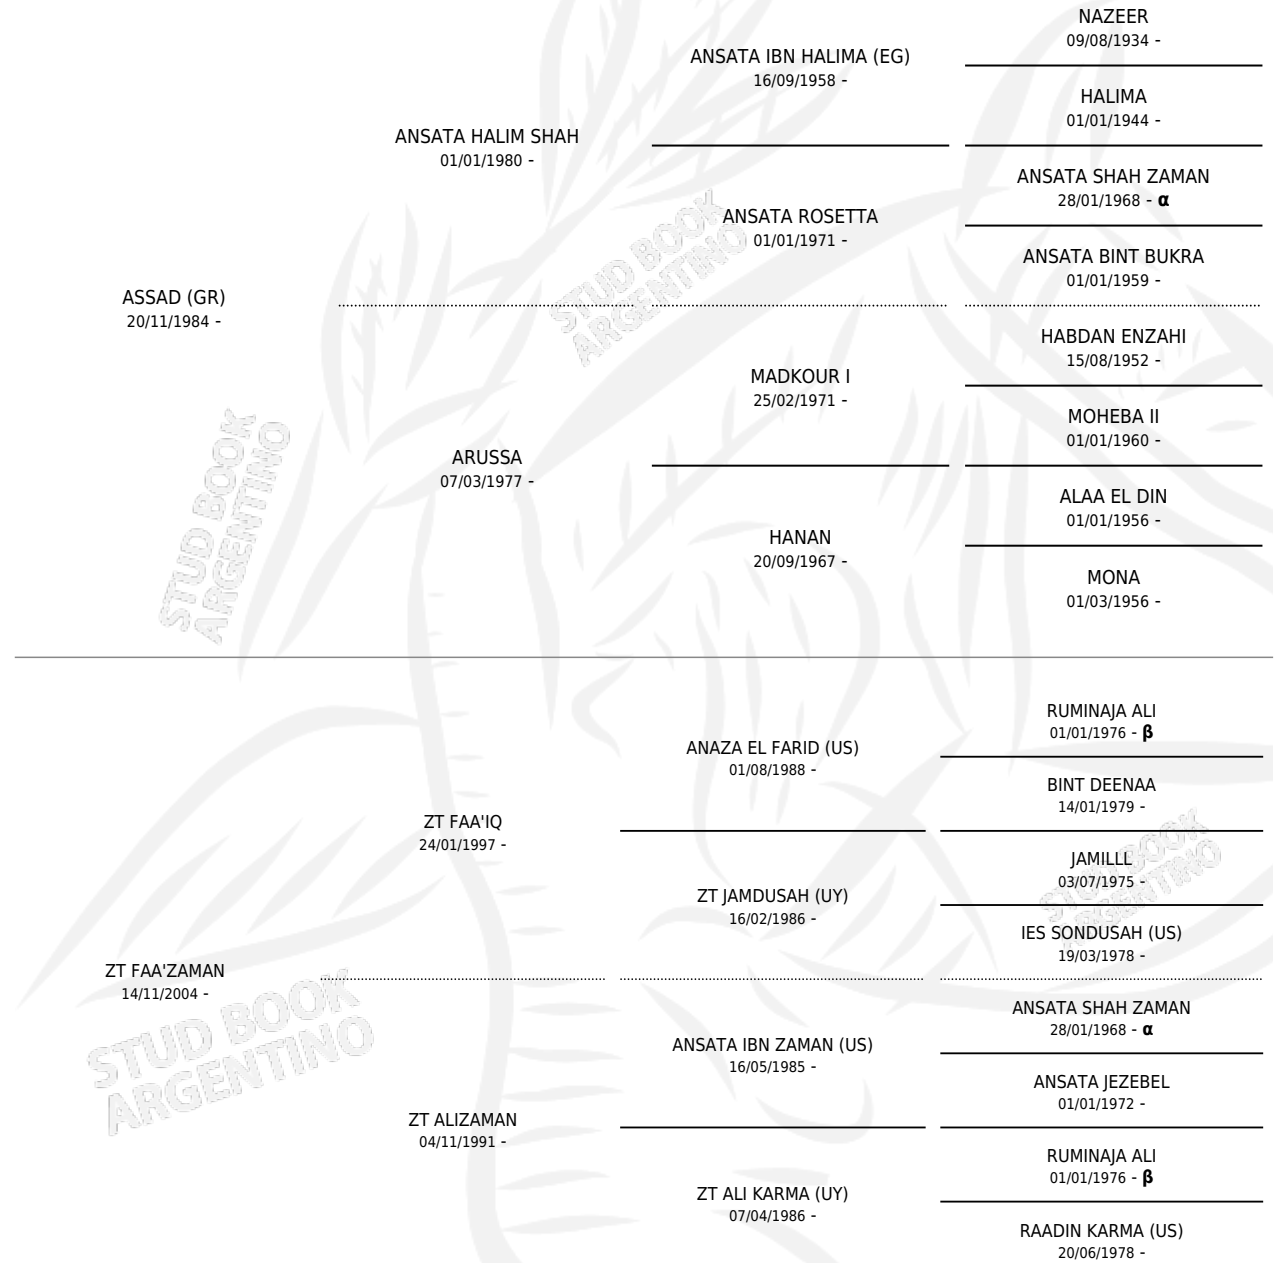 NAZEER
09/08/1934 -
ANSATA IBN HALIMA (EG)
16/09/1958 -
HALIMA
01/01/1944 -
ANSATA HALIM SHAH
01/01/1980 -
ANSATA SHAH ZAMAN
28/01/1968 - α
ANSATA ROSETTA
01/01/1971 -
ANSATA BINT BUKRA
01/01/1959 -
ASSAD (GR)
20/11/1984 -
STUD BOOK
ARGENTINO
HABDAN ENZAHI
15/08/1952 -
MADKOUR I
25/02/1971 -
MOHEBA II
01/01/1960 -
ARUSSA
07/03/1977 -
ALAA EL DIN
01/01/1956 -
HANAN
20/09/1967 -
MONA
01/03/1956 -
STUD BOOK
ARGENTINO
RUMINAJA ALI
01/01/1976 - β
ANAZA EL FARID (US)
01/08/1988 -
BINT DEENAA
14/01/1979 -
ZT FAA'IQ
24/01/1997 -
JAMILLL
03/07/1975 -
ZT JAMDUSAH (UY)
16/02/1986 -
IES SONDUSAH (US)
19/03/1978 -
STUD BOOK
ARGENTINO
ZT FAA'ZAMAN
14/11/2004 -
STUD BOOK
ARGENTINO
ANSATA SHAH ZAMAN
28/01/1968 - α
ANSATA IBN ZAMAN (US)
16/05/1985 -
ANSATA JEZEBEL
01/01/1972 -
ZT ALIZAMAN
04/11/1991 -
RUMINAJA ALI
01/01/1976 - β
ZT ALI KARMA (UY)
07/04/1986 -
RAADIN KARMA (US)
20/06/1978 -